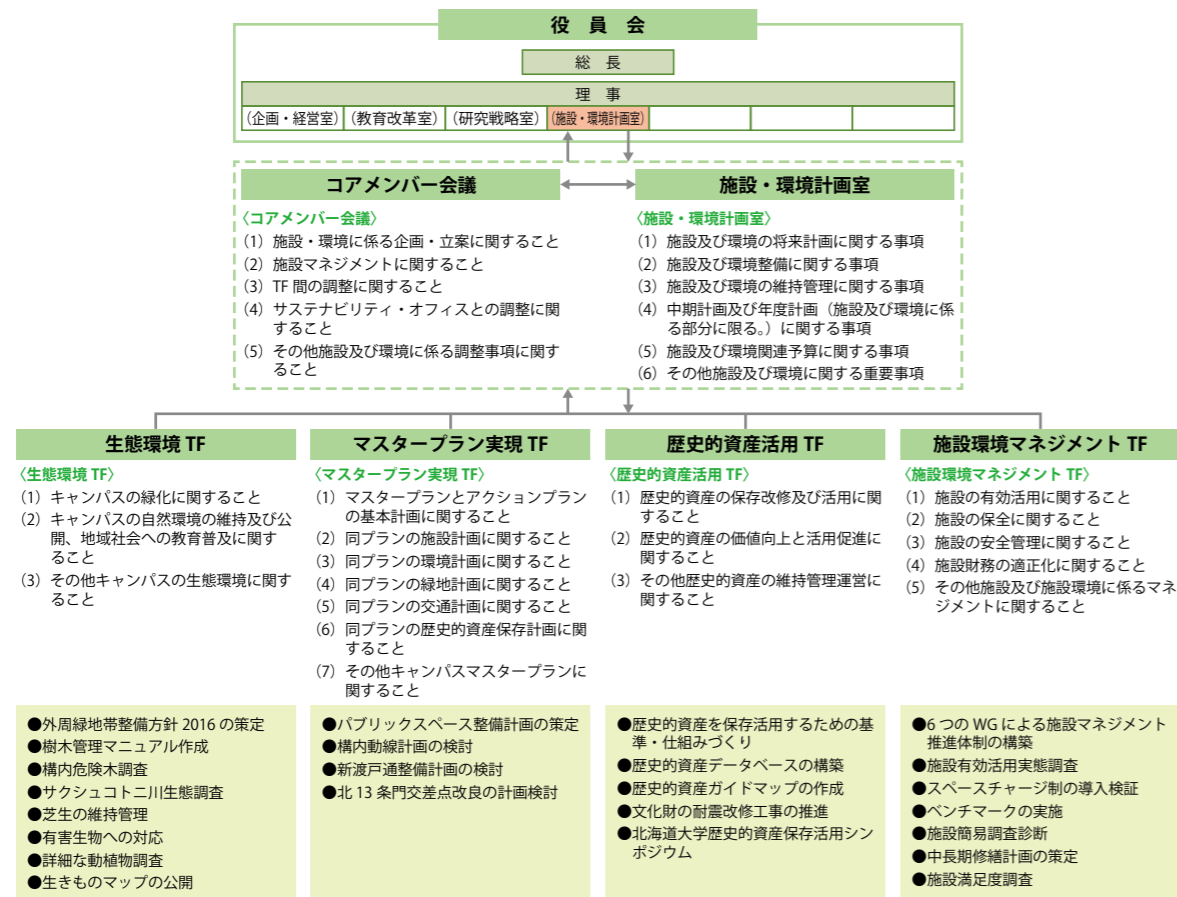 役　員　会
総　長
理　事
（企画・経営室）
（教育改革室）
（研究戦略室）
（施設・環境計画室）
コアメンバー会議
〈コアメンバー会議〉
（1）施設・環境に係る企画・立案に関すること
（2）施設マネジメントに関すること
（3）TF 間の調整に関すること
（4）サステナビリティ・オフィスとの調整に関
すること
（5）その他施設及び環境に係る調整事項に関す
ること
施設・環境計画室
〈施設・環境計画室〉
（1）施設及び環境の将来計画に関する事項
（2）施設及び環境整備に関する事項
（3）施設及び環境の維持管理に関する事項
（4）中期計画及び年度計画（施設及び環境に係
る部分に限る。）に関する事項
（5）施設及び環境関連予算に関する事項
（6）その他施設及び環境に関する重要事項
生態環境 TF
〈生態環境 TF〉
（1）キャンパスの緑化に関すること
（2）キャンパスの自然環境の維持及び公
開、地域社会への教育普及に関す
ること
（3）その他キャンパスの生態環境に関す
ること
●外周緑地帯整備方針 2016 の策定
●樹木管理マニュアル作成
●構内危険木調査
●サクシュコトニ川生態調査
●芝生の維持管理
●有害生物への対応
●詳細な動植物調査
●生きものマップの公開
マスタープラン実現 TF
〈マスタープラン実現 TF〉
（1）マスタープランとアクションプラン
の基本計画に関すること
（2）同プランの施設計画に関すること
（3）同プランの環境計画に関すること
（4）同プランの緑地計画に関すること
（5）同プランの交通計画に関すること
（6）同プランの歴史的資産保存計画に関
すること
（7）その他キャンパスマスタープランに
関すること
●パブリックスペース整備計画の策定
●構内動線計画の検討
●新渡戸通整備計画の検討
●北 13 条門交差点改良の計画検討
歴史的資産活用 TF
〈歴史的資産活用 TF〉
（1）歴史的資産の保存改修及び活用に関
すること
（2）歴史的資産の価値向上と活用促進に
関すること
（3）その他歴史的資産の維持管理運営に
関すること
●歴史的資産を保存活用するための基
準・仕組みづくり
●歴史的資産データベースの構築
●歴史的資産ガイドマップの作成
●文化財の耐震改修工事の推進
●北海道大学歴史的資産保存活用シン
ポジウム
施設環境マネジメント TF
〈施設環境マネジメント TF〉
（1）施設の有効活用に関すること
（2）施設の保全に関すること
（3）施設の安全管理に関すること
（4）施設財務の適正化に関すること
（5）その他施設及び施設環境に係るマネ
ジメントに関すること
●6 つの WG による施設マネジメント
推進体制の構築
●施設有効活用実態調査
●スペースチャージ制の導入検証
●ベンチマークの実施
●施設簡易調査診断
●中長期修繕計画の策定
●施設満足度調査